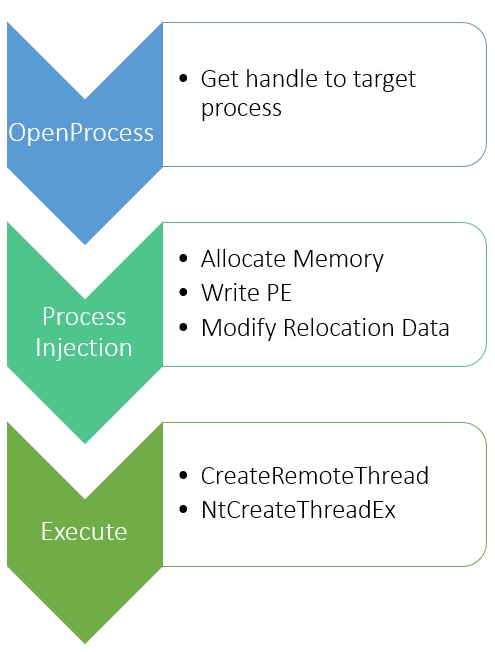 OpenProcess
• Get handle to target
process
Process
Injection
• Allocate Memory
• Write PE
• Modify Relocation Data
Execute
• CreateRemoteThread
• NtCreateThreadEx